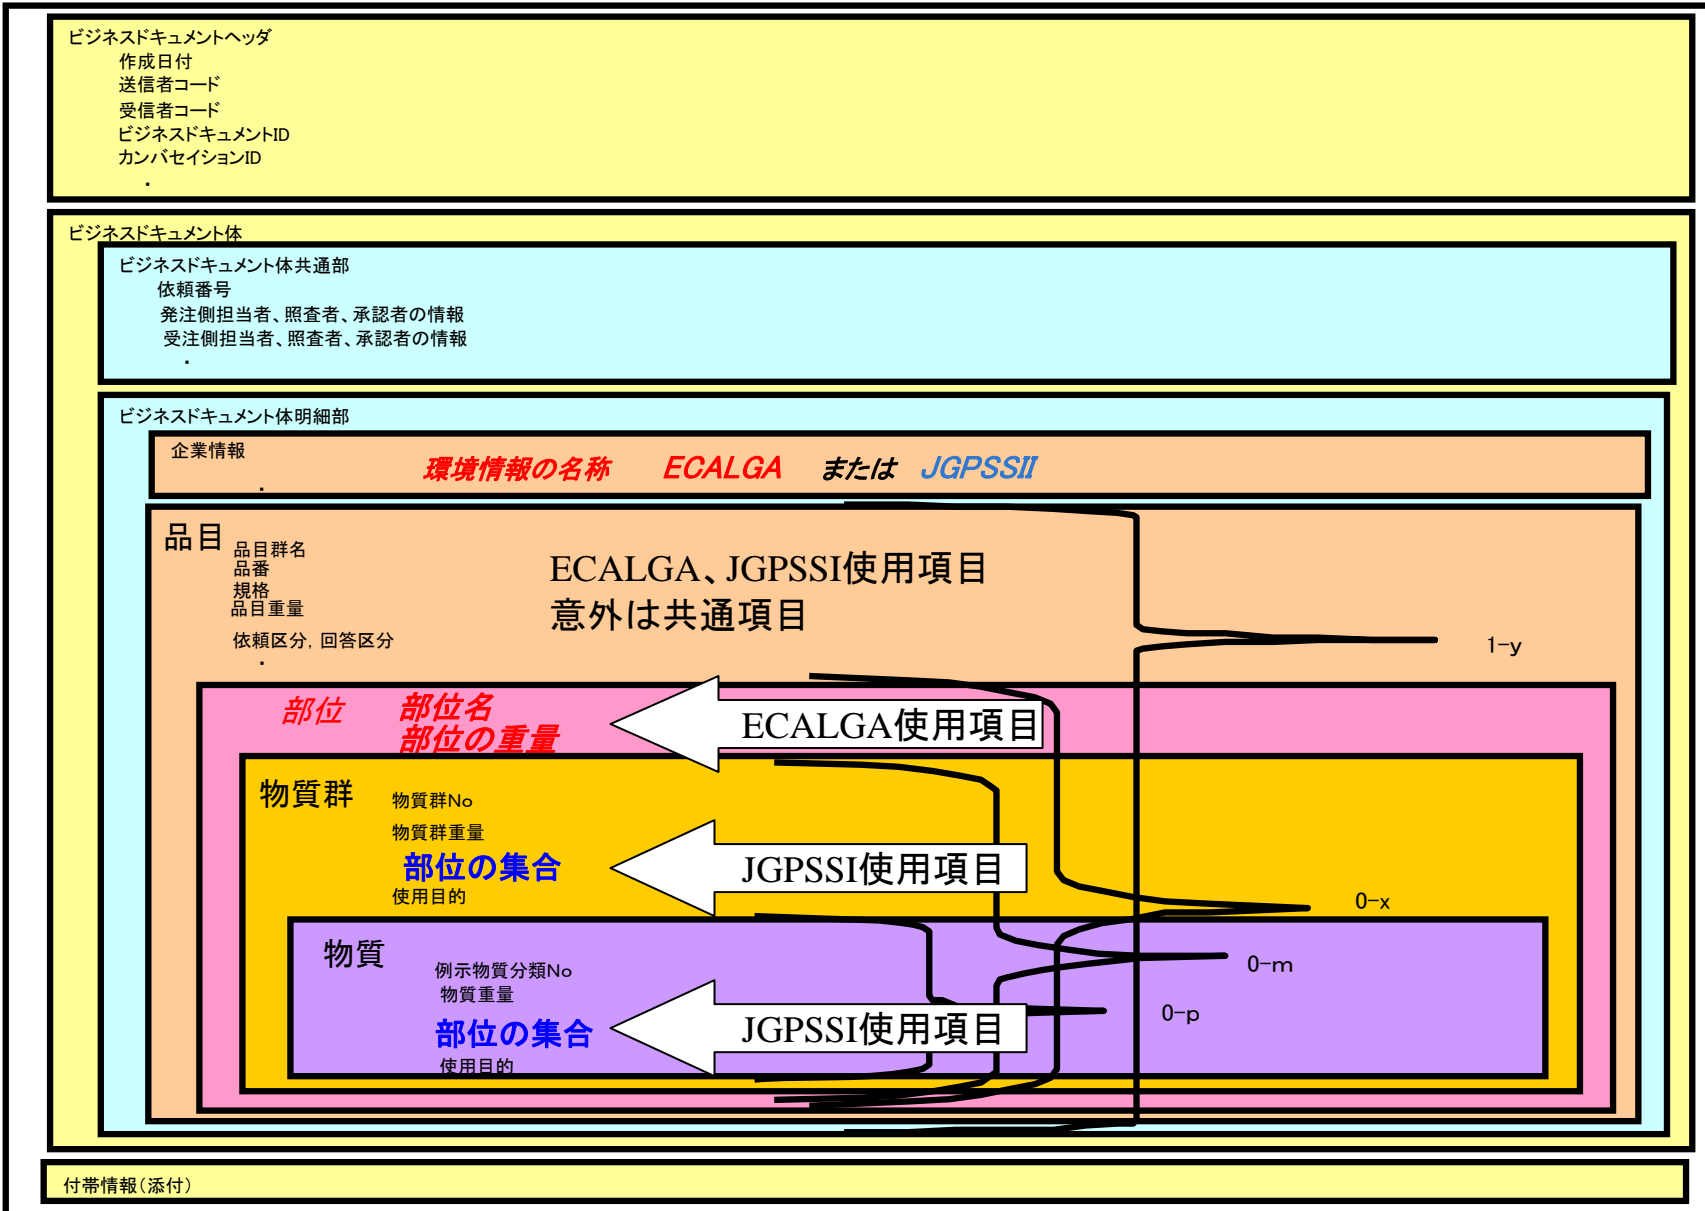 ビジネスドキュメントヘッダ
作成日付
送信者コード
受信者コード
ビジネスドキュメントID
カンバセイションID
・
ビジネスドキュメント体
ビジネスドキュメント体共通部
依頼番号
発注側担当者、照査者、承認者の情報
受注側担当者、照査者、承認者の情報
・
ビジネスドキュメント体明細部
企業情報
・
環境情報の名称 ECALGA または JGPSSII
品目
品目群名
品番
規格
品目重量
依頼区分, 回答区分
・
ECALGA、JGPSSI使用項目
意外は共通項目
1-y
部位 部位名
部位の重量
ECALGA使用項目
物質群
物質群No
物質群重量
部位の集合
使用目的
JGPSSI使用項目
0-x
物質
例示物質分類No
物質重量
部位の集合
使用目的
JGPSSI使用項目
0-m
0-p
付帯情報(添付)